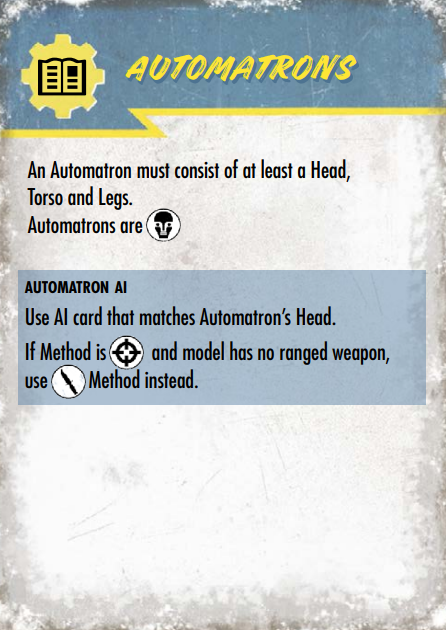 AUTOMATRONS
An Automatron must consist of at least a Head,
Torso and Legs.
Automatrons are
AUTOMATRON AI
Use AI card that matches Automatron's Head.
If Method is and model has no ranged weapon,
use Method instead.